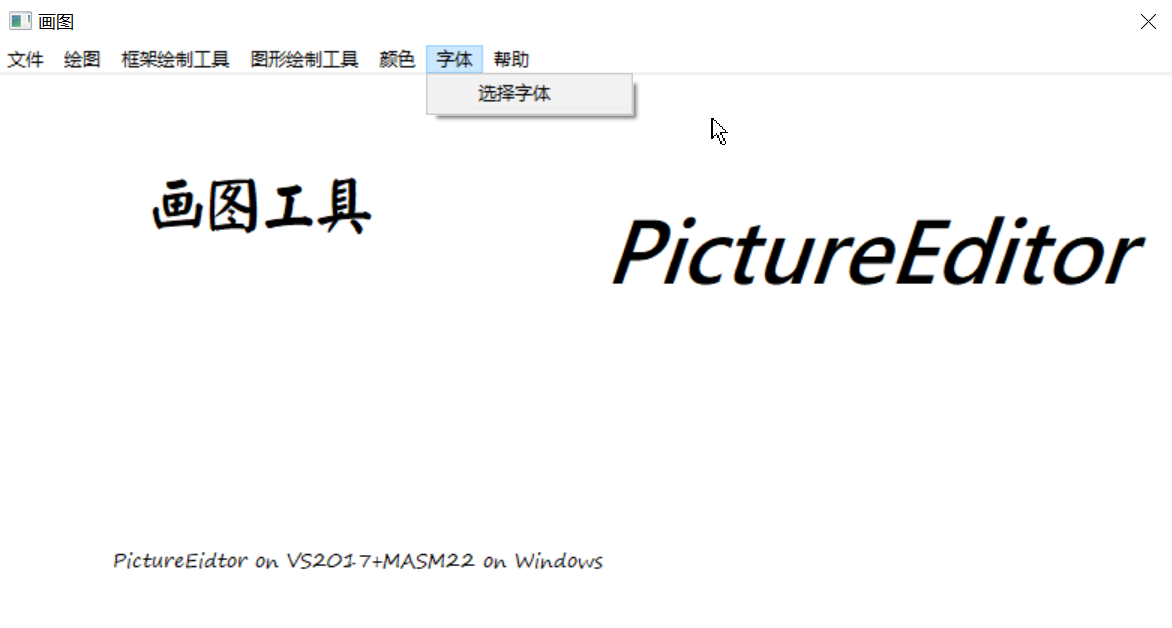 画图
文件 绘图 框架绘制工具 图形绘制工具 颜色 字体 帮助
选择字体
画图工具
PictureEditor
PictureEidtor on VS2017+MASM22 on Windows